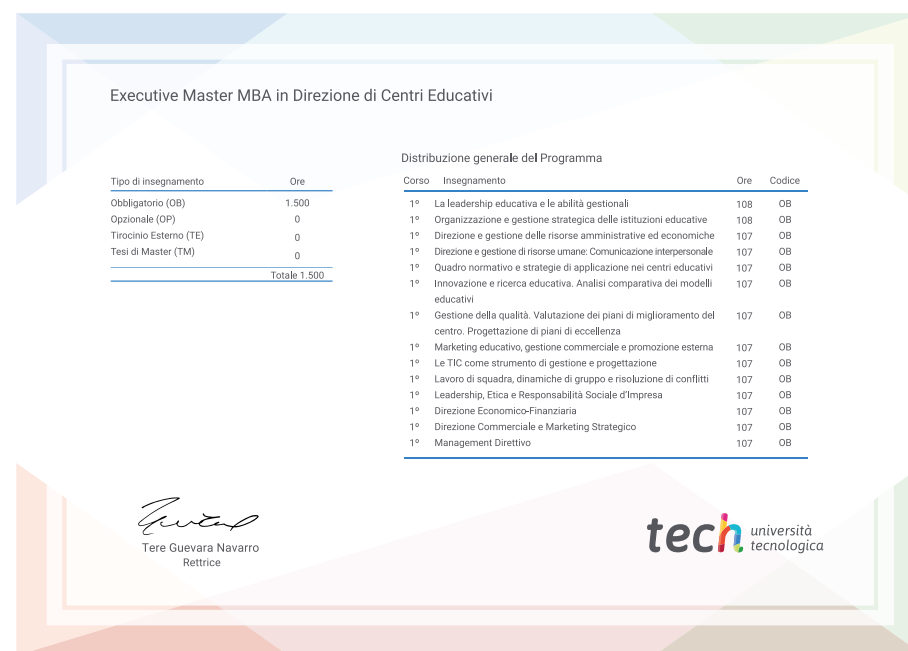 Executive Master MBA in Direzione di Centri Educativi
Tipo di insegnamento Ore
Obbligatorio (OB) 1.500
Opzionale (OP) 0
Tirocinio Esterno (TE) 0
Tesi di Master (TM) 0
Totale 1.500
Distribuzione generale del Programma
Corso Insegnamento Ore Codice
1º La leadership educativa e le abilità gestionali 108 OB
1º Organizzazione e gestione strategica delle istituzioni educative 108 OB
1º Direzione e gestione delle risorse amministrative ed economiche 107 OB
1º Direzione e gestione di risorse umane: Comunicazione interpersonale 107 OB
1º Quadro normativo e strategie di applicazione nei centri educativi 107 OB
1º Innovazione e ricerca educativa. Analisi comparativa dei modelli 107 OB
educativi
1º Gestione della qualità. Valutazione dei piani di miglioramento del 107 OB
centro. Progettazione di piani di eccellenza
1º Marketing educativo, gestione commerciale e promozione esterna 107 OB
1º Le TIC come strumento di gestione e progettazione 107 OB
1º Lavoro di squadra, dinamiche di gruppo e risoluzione di conflitti 107 OB
1º Leadership, Etica e Responsabilità Sociale d'Impresa 107 OB
1º Direzione Economico-Finanziaria 107 OB
1º Direzione Commerciale e Marketing Strategico 107 OB
1º Management Direttivo 107 OB
Tere Guevara Navarro
Rettrice
tech università
tecnologica